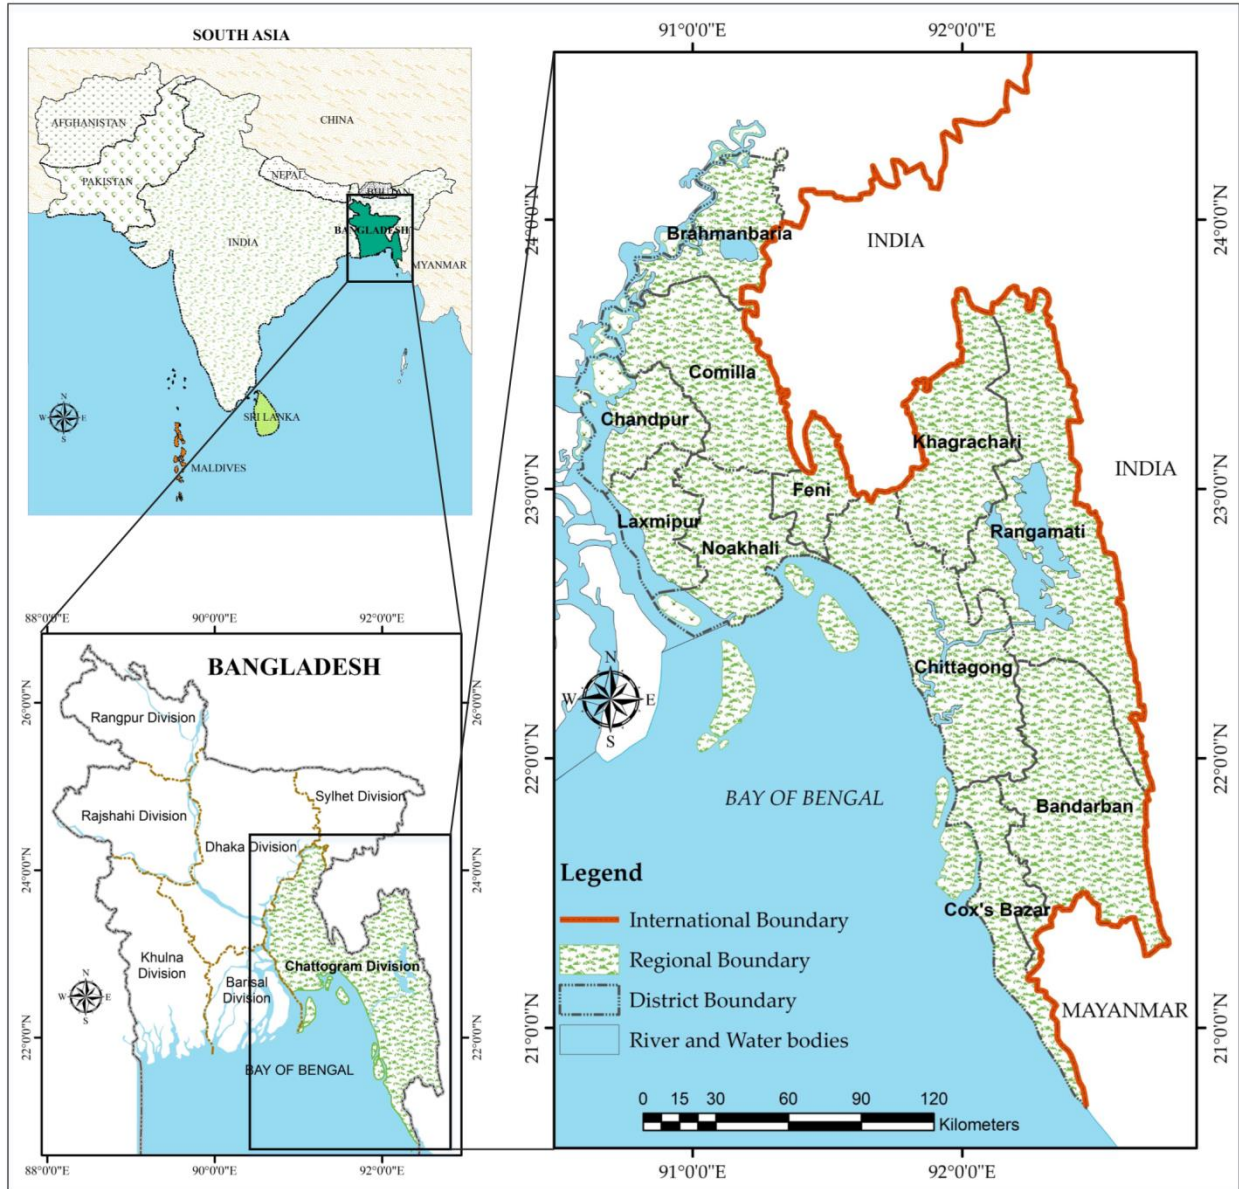 SOUTH ASIA
AFGHANISTAN
CHINA
PAKISTAN
NEPAL
BHUTAN
INDIA
BANGLADESH
MYANMAR
N
W E
S
SRI LANKA
MALDIVES
88°0'0"E 90°0'0"E 92°0'0"E
BANGLADESH
26°0'0"N
26°0'0"N
Rangpur Division
Sylhet Division
Rajshahi Division
Dhaka Division
24°0'0"N
24°0'0"N
Khulna
Division
Barisal
Division
Chattogram Division
N
W E
S
22°0'0"N
22°0'0"N
BAY OF BENGAL
88°0'0"E 90°0'0"E 92°0'0"E
91°0'0"E 92°0'0"E
24°0'0"N
24°0'0"N
Brahmanbaria
INDIA
Comilla
Chandpur
Khagrachari
INDIA
23°0'0"N
23°0'0"N
Feni
Laxmipur
Rangamati
Noakhali
Chittagong
N
W E
S
22°0'0"N
22°0'0"N
BAY OF BENGAL
Bandarban
Cox's Bazar
MAYANMAR
21°0'0"N
21°0'0"N
Legend
International Boundary
Regional Boundary
District Boundary
River and Water bodies
0 15 30 60 90 120
Kilometers
91°0'0"E 92°0'0"E